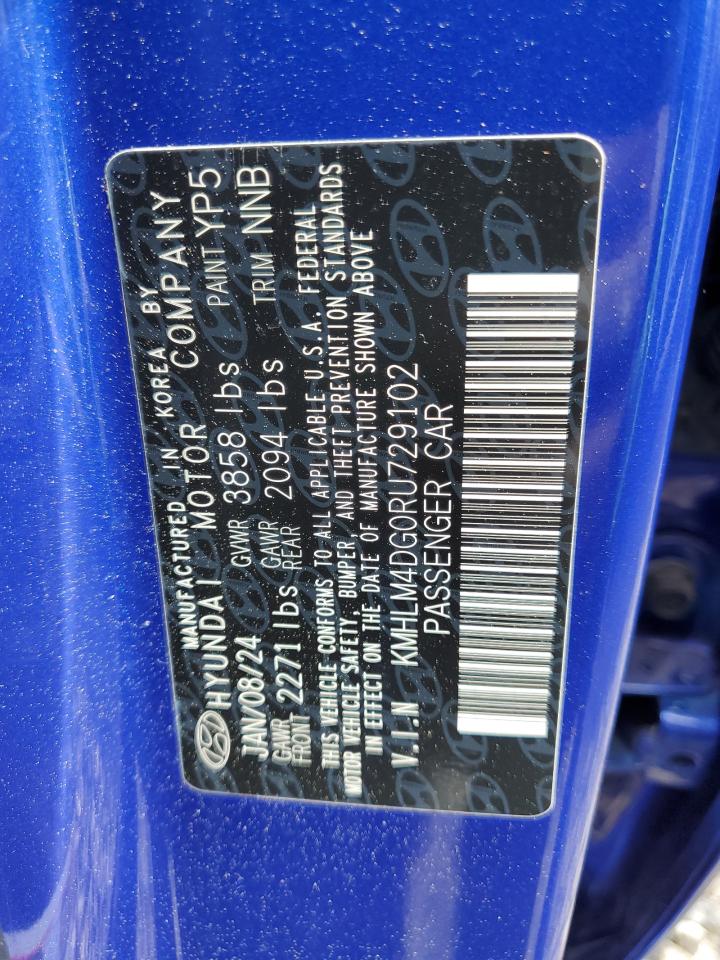 MANUFACTURED IN KOREA BY
HYUNDAI MOTOR COMPANY
JAN/08/24 GVWR 3858 lbs PAINT YP5
GAWR FRONT 2271 lbs GAWR REAR 2094 lbs TRIM NNB
THIS VEHICLE CONFORMS TO ALL APPLICABLE U.S.A. FEDERAL
MOTOR VEHICLE SAFETY, BUMPER, AND THEFT PREVENTION STANDARDS
IN EFFECT ON THE DATE OF MANUFACTURE SHOWN ABOVE
V.I.N KMHLM4DG0RU729102
PASSENGER CAR